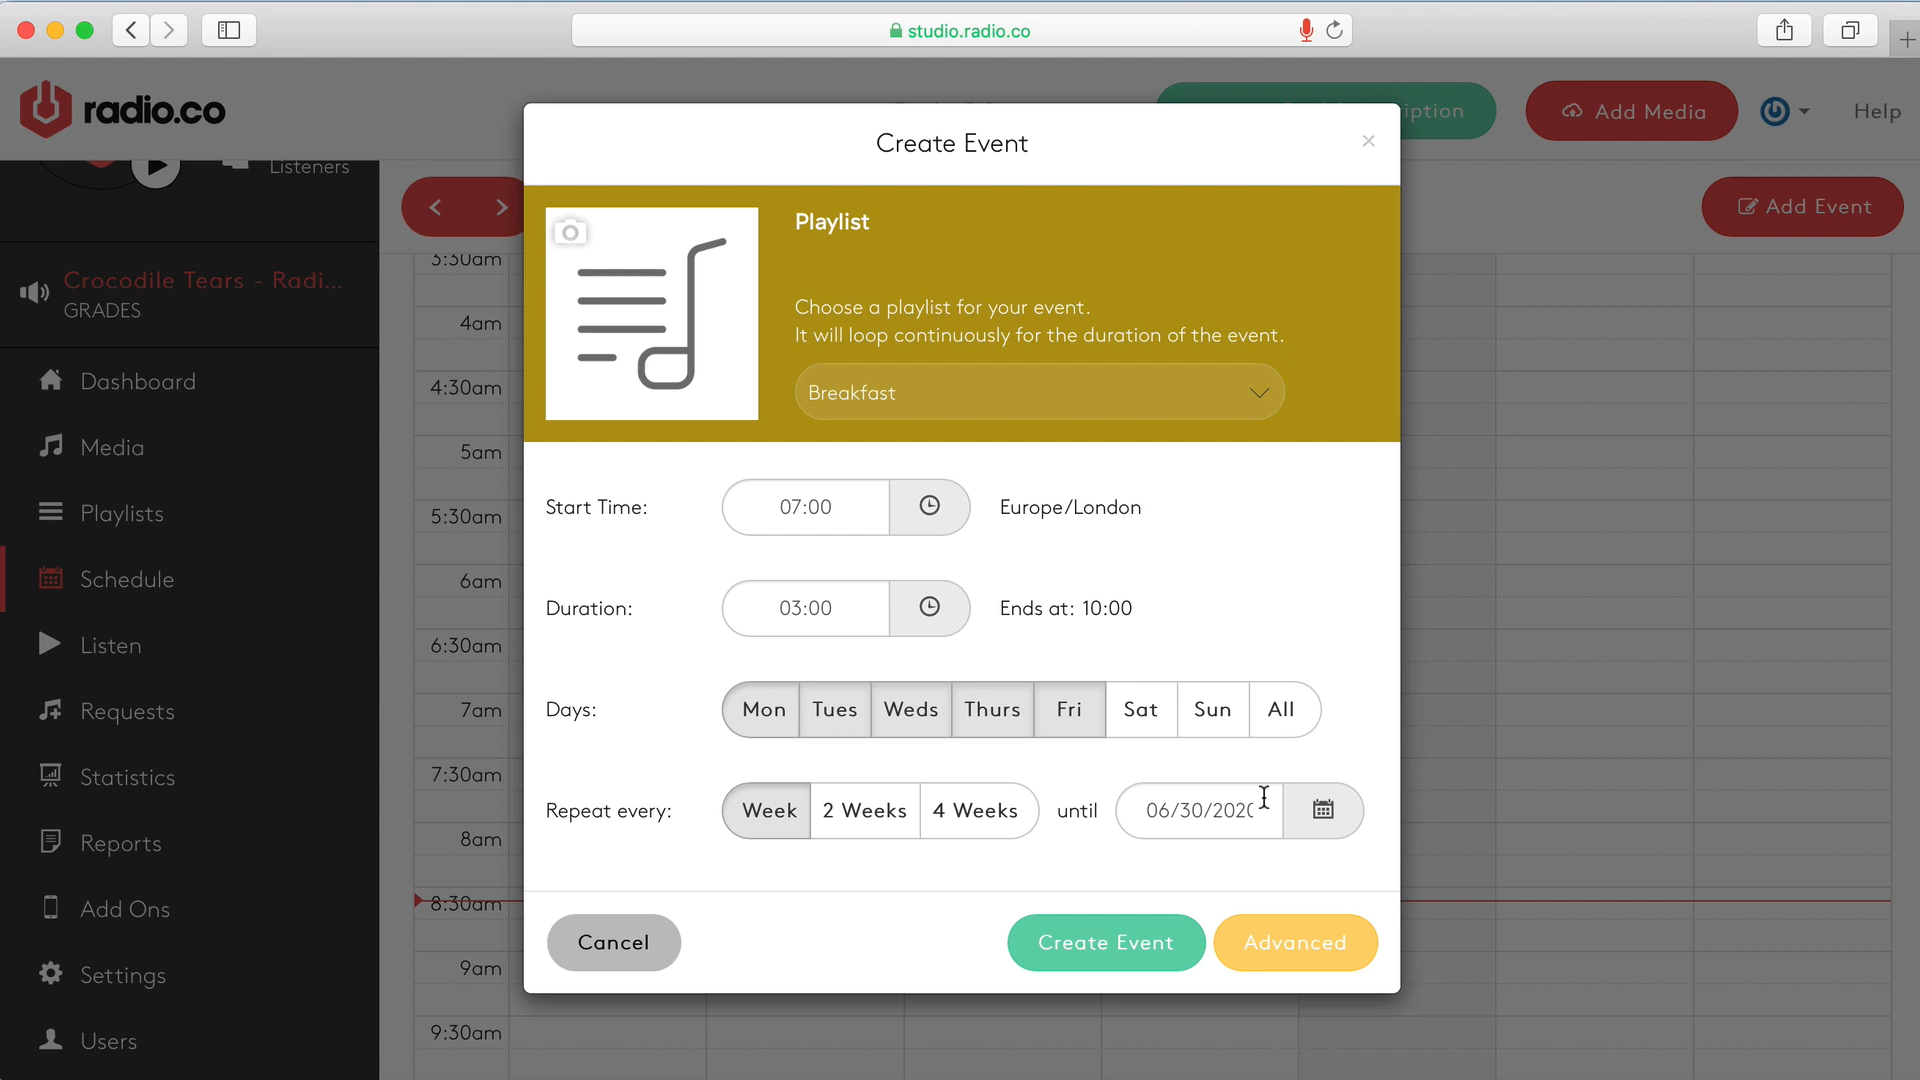 studio.radio.co
radio.co
iption
Add Media
Help
Listeners
Crocodile Tears - Radi...
GRADES
Dashboard
Media
Playlists
Schedule
Listen
Requests
Statistics
Reports
Add Ons
Settings
Users
Add Event
3:30am
4am
4:30am
5am
5:30am
6am
6:30am
7am
7:30am
8am
8:30am
9am
9:30am
Create Event
×
Playlist
Choose a playlist for your event.
It will loop continuously for the duration of the event.
Breakfast
Start Time: 07:00 Europe/London
Duration: 03:00 Ends at: 10:00
Days: Mon Tues Weds Thurs Fri Sat Sun All
Repeat every: Week 2 Weeks 4 Weeks until 06/30/2020
Cancel Create Event Advanced